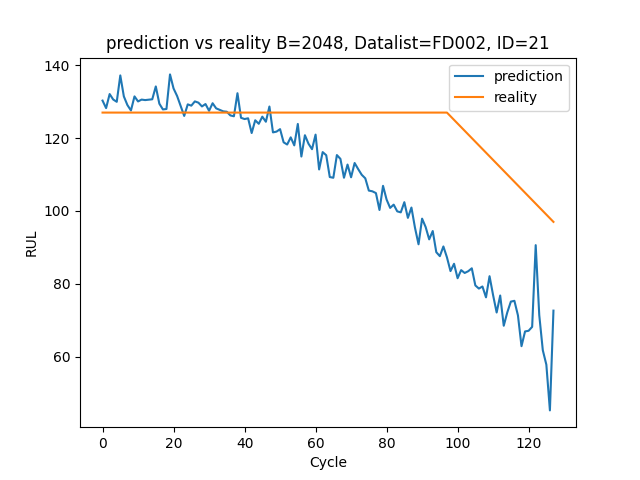 prediction vs reality B=2048, Datalist=FD002, ID=21
prediction
reality
140
120
100
80
60
RUL
0 20 40 60 80 100 120
Cycle